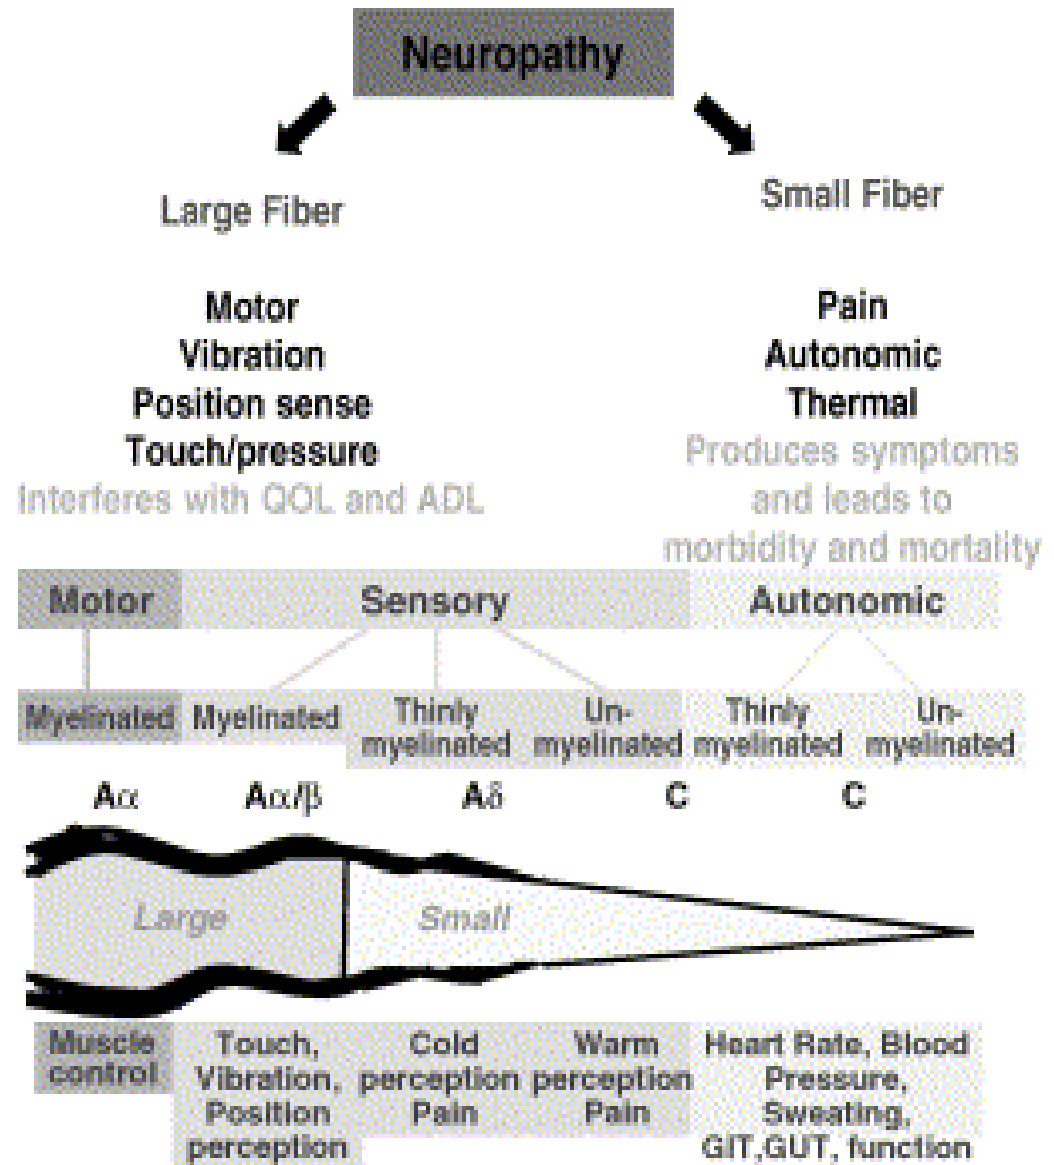 Neuropathy
Large Fiber
Small Fiber
Motor
Vibration
Position sense
Touch/pressure
Interferes with QOL and ADL
Pain
Autonomic
Thermal
Produces symptoms
and leads to
morbidity and mortality
Motor
Sensory
Autonomic
Myelinated
Myelinated
Thinly
myelinated
Un-
myelinated
Thinly
myelinated
Un-
myelinated
Aα
Aα/β
Aδ
C
C
Large
Small
Muscle
control
Touch,
Vibration,
Position
perception
Cold
perception
Pain
Warm
perception
Pain
Heart Rate, Blood
Pressure,
Sweating,
GIT,GUT, function